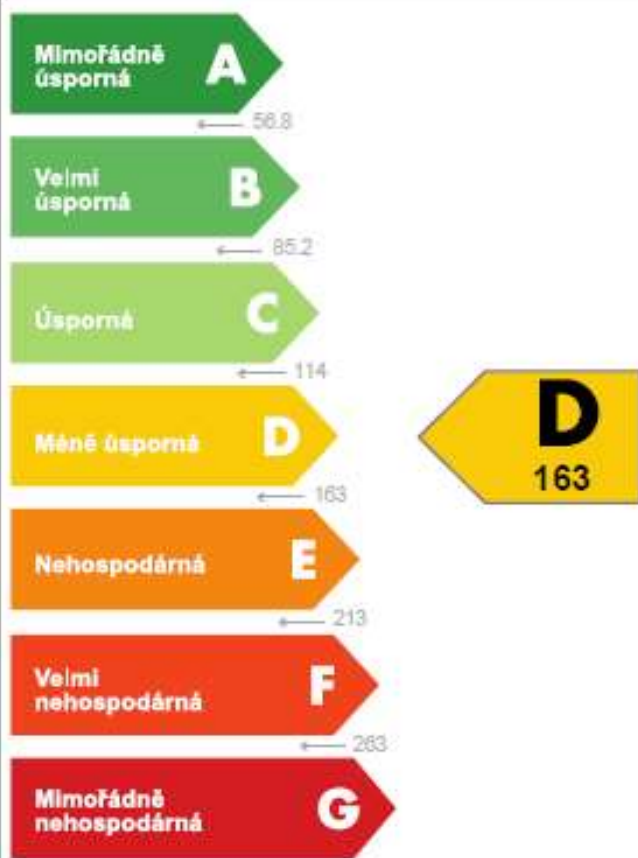 Mimořádně
úsporná
A
56.8
Velmi
úsporná
B
85.2
Úsporná
C
114
Méně úsporná
D
163
D
163
Nehospodárná
E
213
Velmi
nehospodárná
F
263
Mimořádně
nehospodárná
G